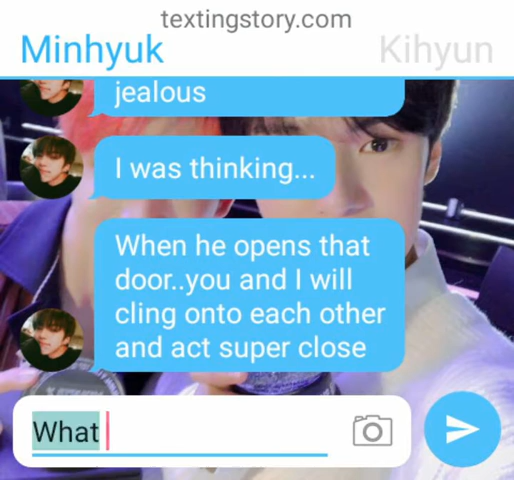 textingstory.com
Minhyuk
Kihyun
jealous
I was thinking...
When he opens that
door..you and I will
cling onto each other
and act super close
What